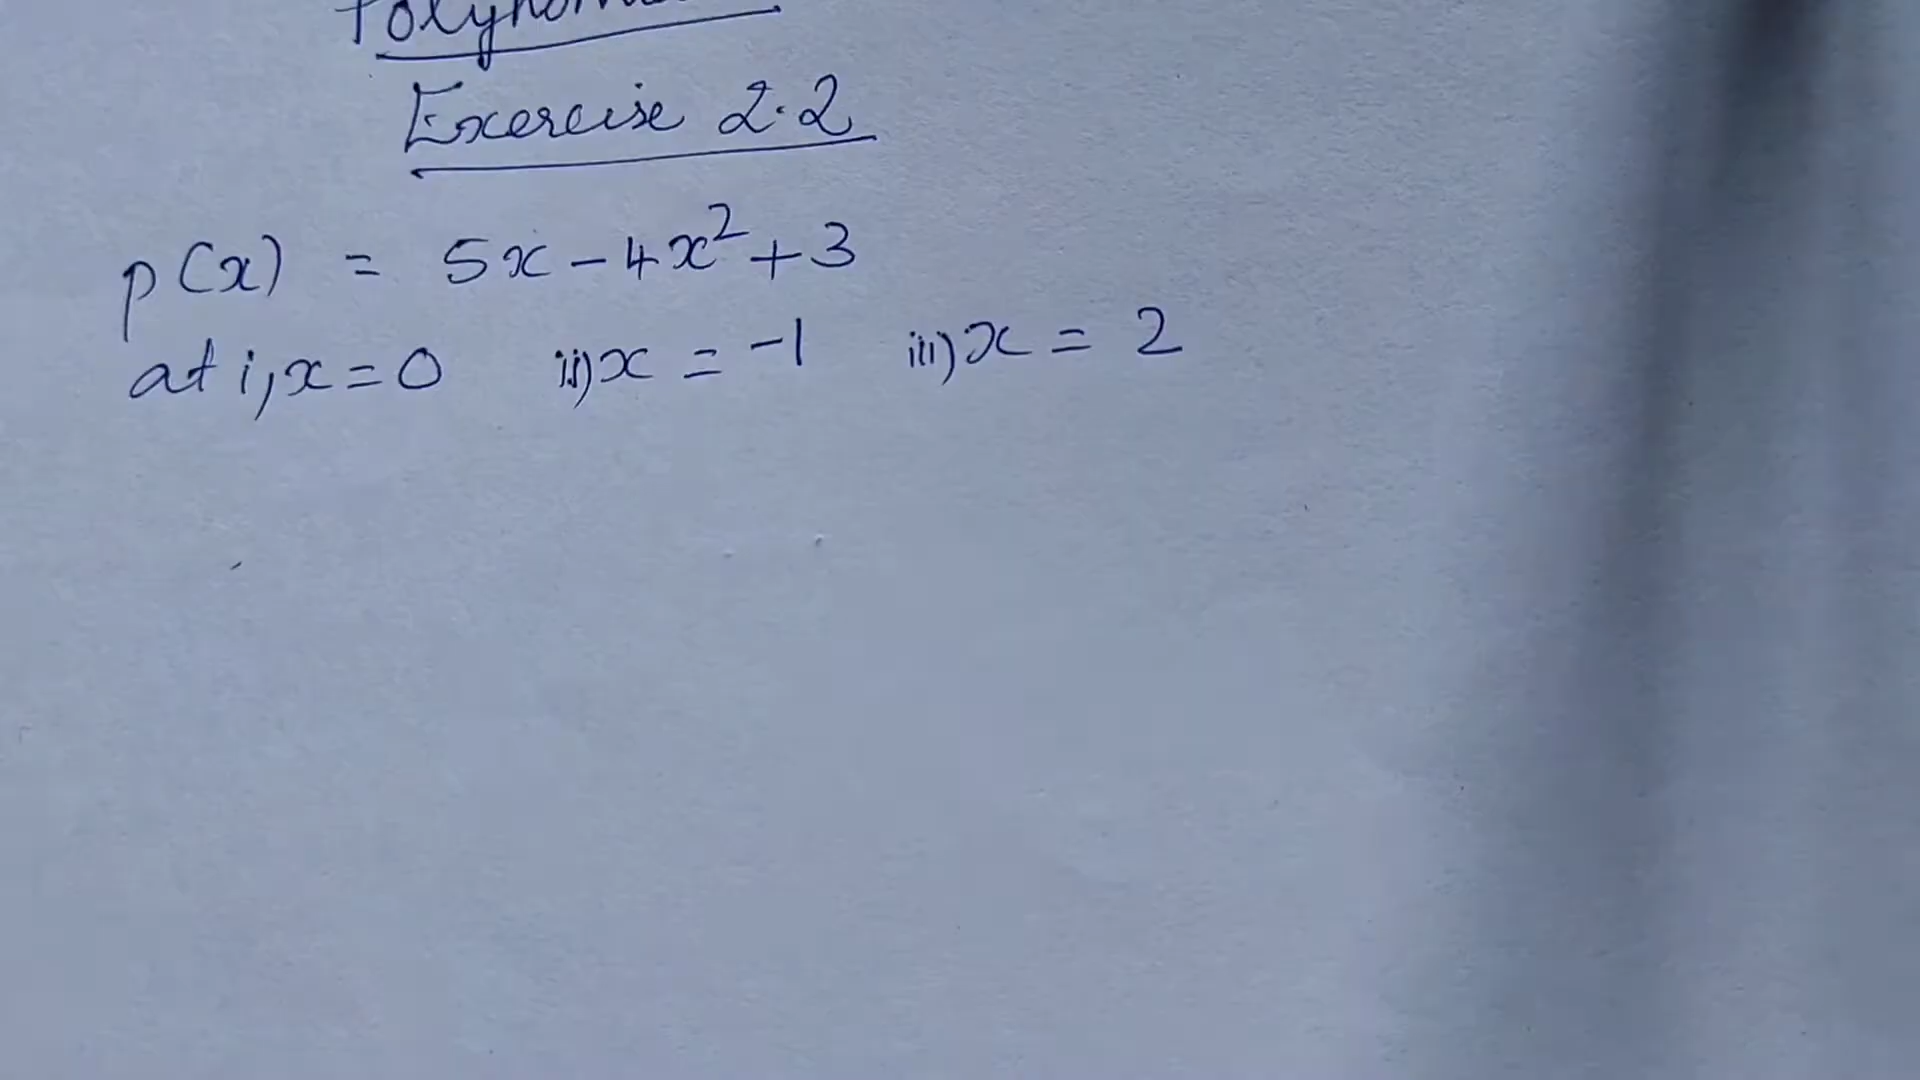 Exercise 2.2
p(x) = 5x - 4x² + 3
at i, x = 0 ii) x = -1 iii) x = 2